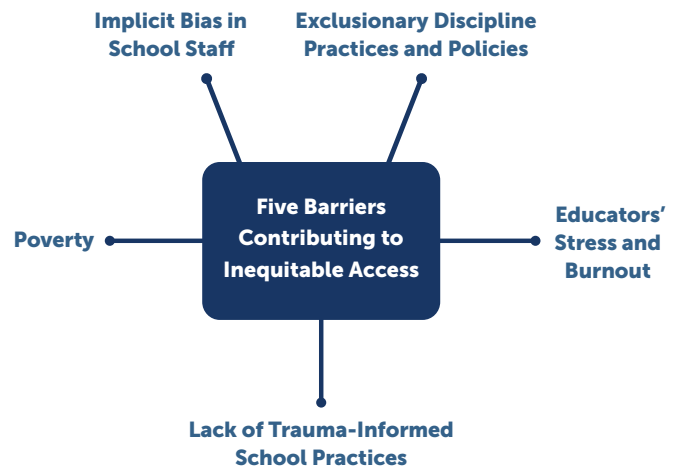 Implicit Bias in
School Staff
Exclusionary Discipline
Practices and Policies
Five Barriers
Contributing to
Inequitable Access
Poverty
Educators’
Stress and
Burnout
Lack of Trauma-Informed
School Practices